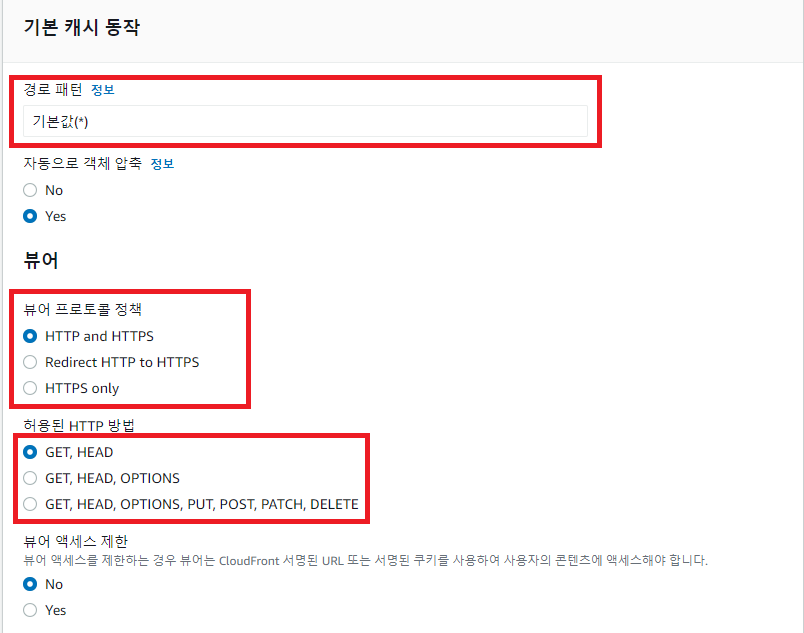 기본 캐시 동작
경로 패턴 정보
기본값(*)
자동으로 객체 압축 정보
No
Yes
뷰어
뷰어 프로토콜 정책
HTTP and HTTPS
Redirect HTTP to HTTPS
HTTPS only
허용된 HTTP 방법
GET, HEAD
GET, HEAD, OPTIONS
GET, HEAD, OPTIONS, PUT, POST, PATCH, DELETE
뷰어 액세스 제한
뷰어 액세스를 제한하는 경우 뷰어는 CloudFront 서명된 URL 또는 서명된 쿠키를 사용하여 사용자의 콘텐츠에 액세스해야 합니다.
No
Yes